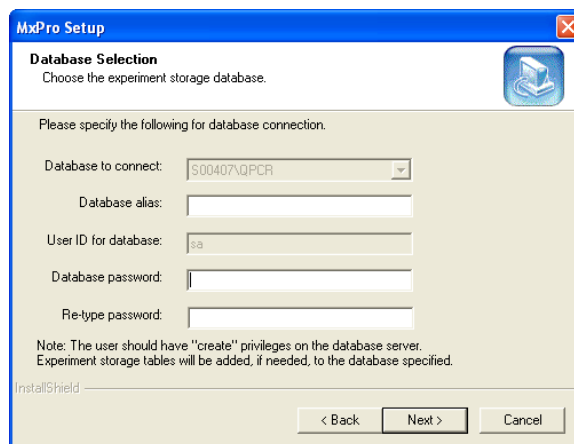 MxPro Setup
Database Selection
Choose the experiment storage database.
Please specify the following for database connection.
Database to connect: S00407\QPCR
Database alias:
User ID for database: sa
Database password:
Re-type password:
Note: The user should have "create" privileges on the database server.
Experiment storage tables will be added, if needed, to the database specified.
InstallShield
< Back Next > Cancel